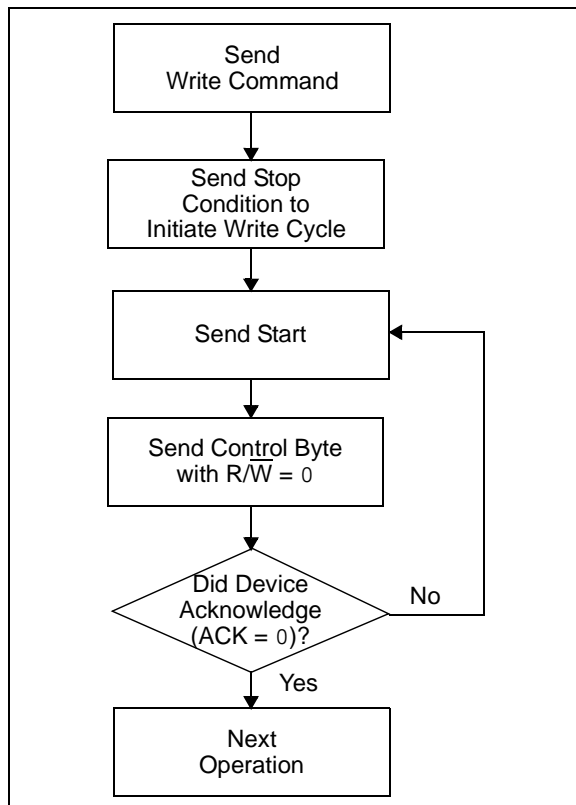 Send
Write Command
Send Stop
Condition to
Initiate Write Cycle
Send Start
Send Control Byte
with R/W̅ = 0
Did Device
Acknowledge
(ACK = 0)?
No
Yes
Next
Operation